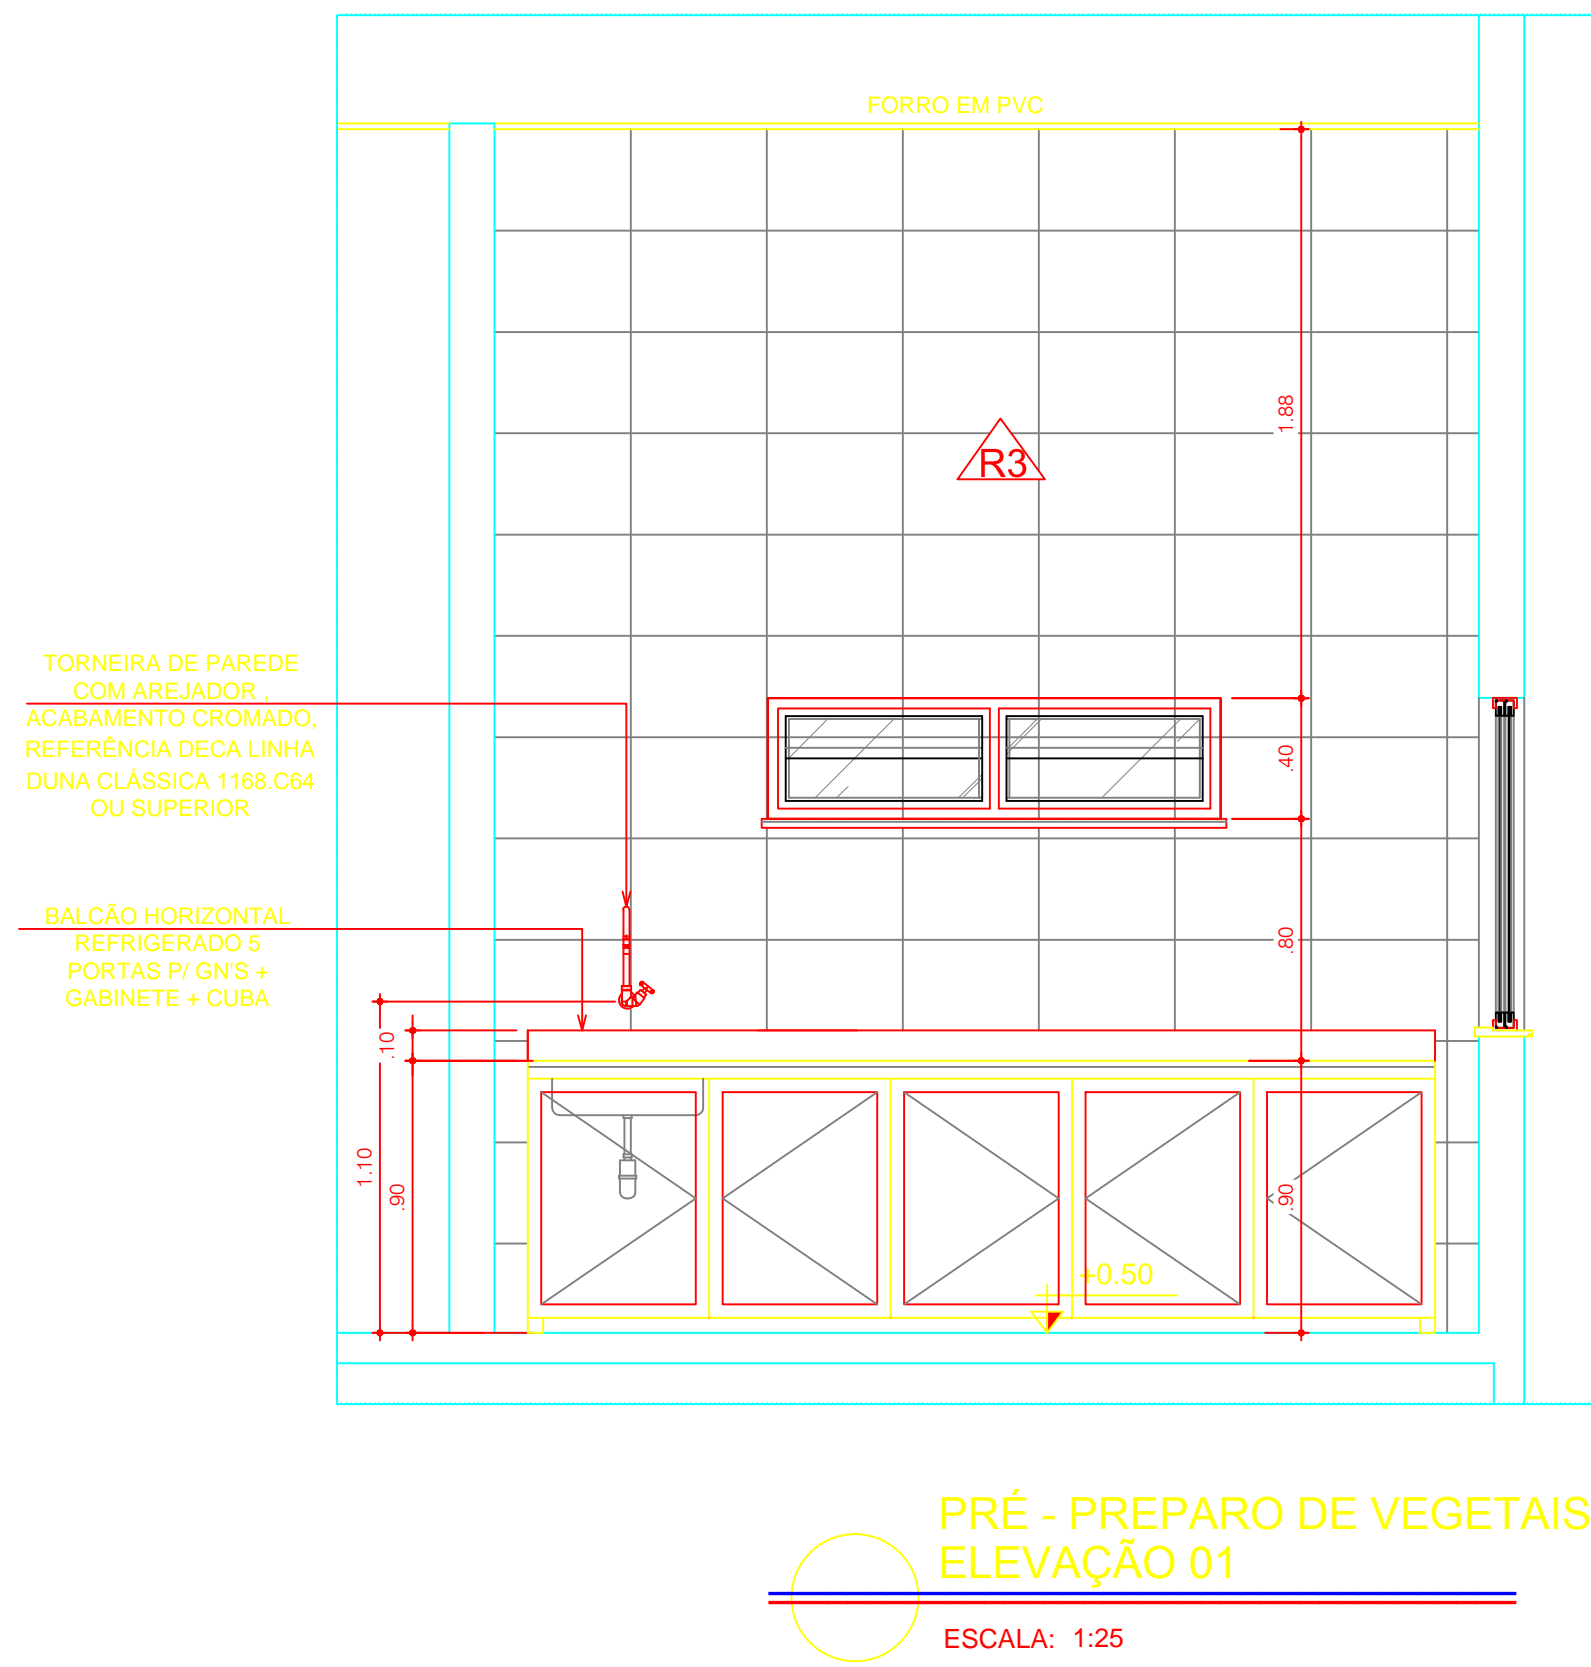 FORRO EM PVC
1.88
R3
TORNEIRA DE PAREDE
COM AREJADOR ,
ACABAMENTO CROMADO,
REFERÊNCIA DECA LINHA
DUNA CLÁSSICA 1168.C64
OU SUPERIOR
.40
BALCÃO HORIZONTAL
REFRIGERADO 5
PORTAS P/ GN'S +
GABINETE + CUBA
.80
.10
1.10
.90
.90
+0.50
PRÉ - PREPARO DE VEGETAIS
ELEVAÇÃO 01
ESCALA: 1:25